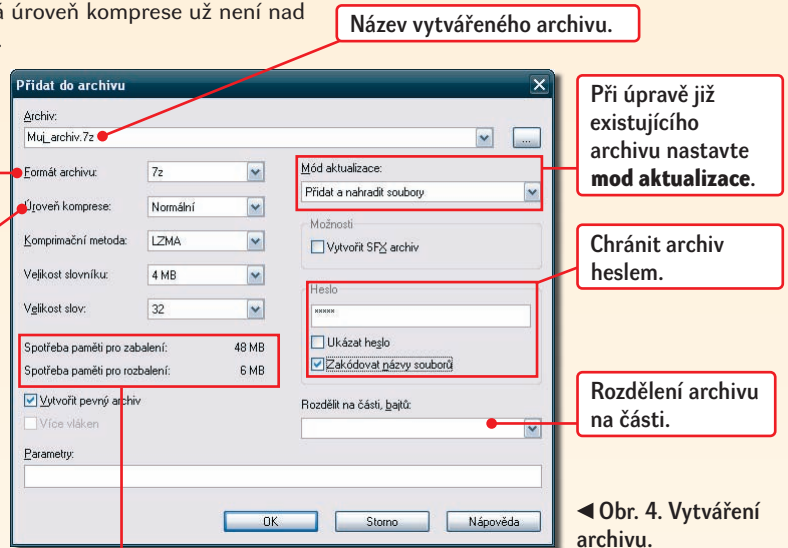 úroveň komprese už není nad
Název vytvářeného archivu.
Přidat do archivu
Archiv:
Muj_archiv.7z
...
Formát archivu:
7z
Úroveň komprese:
Normální
Komprimační metoda:
LZMA
Velikost slovníku:
4 MB
Velikost slov:
32
Spotřeba paměti pro zabalení:
48 MB
Spotřeba paměti pro rozbalení:
6 MB
Vytvořit pevný archiv
Více vláken
Parametry:
Mód aktualizace:
Přidat a nahradit soubory
Možnosti
Vytvořit SFX archiv
Heslo
*****
Ukázat heslo
Zakódovat názvy souborů
Rozdělit na části, bajtů:
OK
Storno
Nápověda
Při úpravě již
existujícího
archivu nastavte
mod aktualizace.
Chránit archiv
heslem.
Rozdělení archivu
na části.
◄ Obr. 4. Vytváření
archivu.